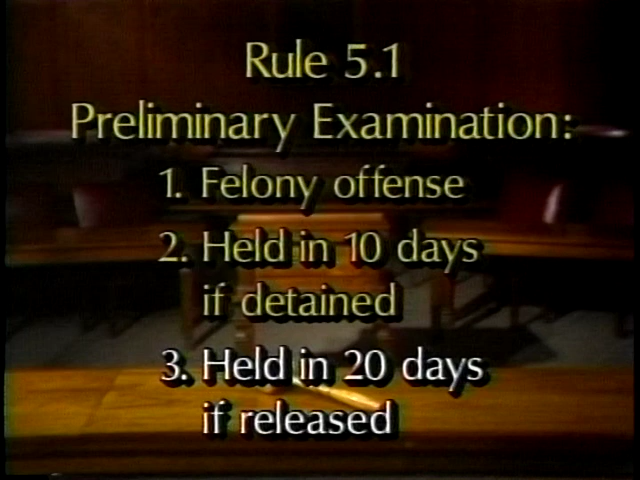 Rule 5.1
Preliminary Examination:
1. Felony offense
2. Held in 10 days
if detained
3. Held in 20 days
if released